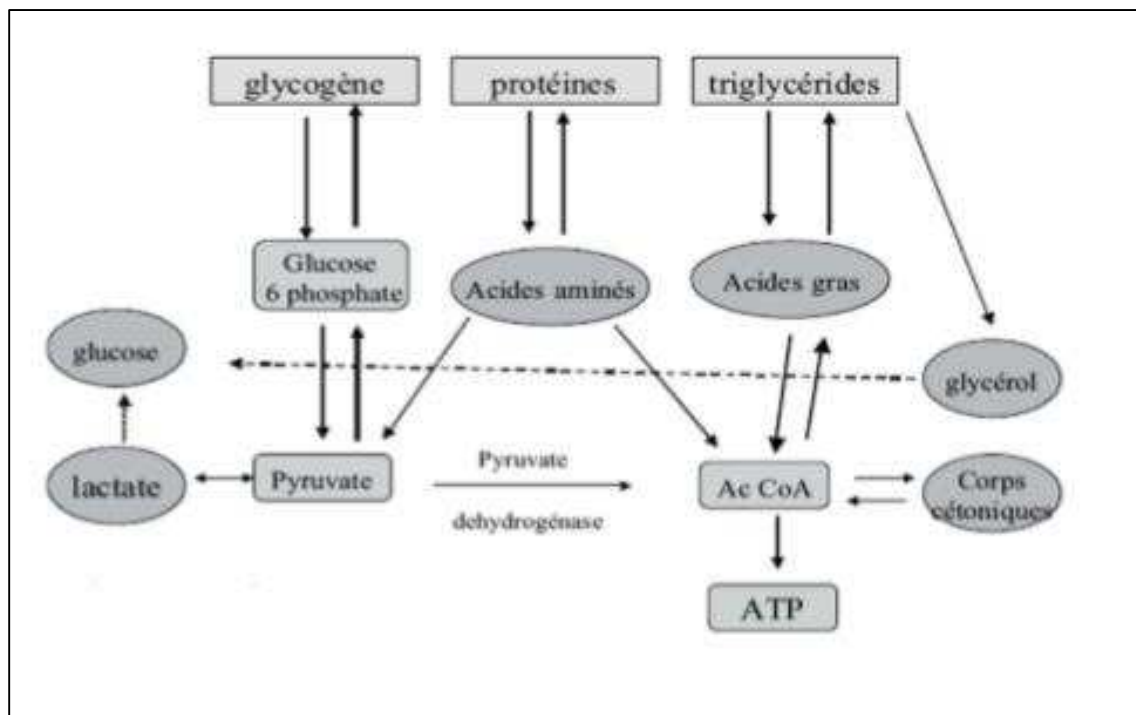 glycogène
protéines
triglycérides
Glucose
6 phosphate
Acides aminés
Acides gras
glucose
glycérol
lactate
Pyruvate
Pyruvate
dehydrogénase
Ac CoA
Corps
cétoniques
ATP